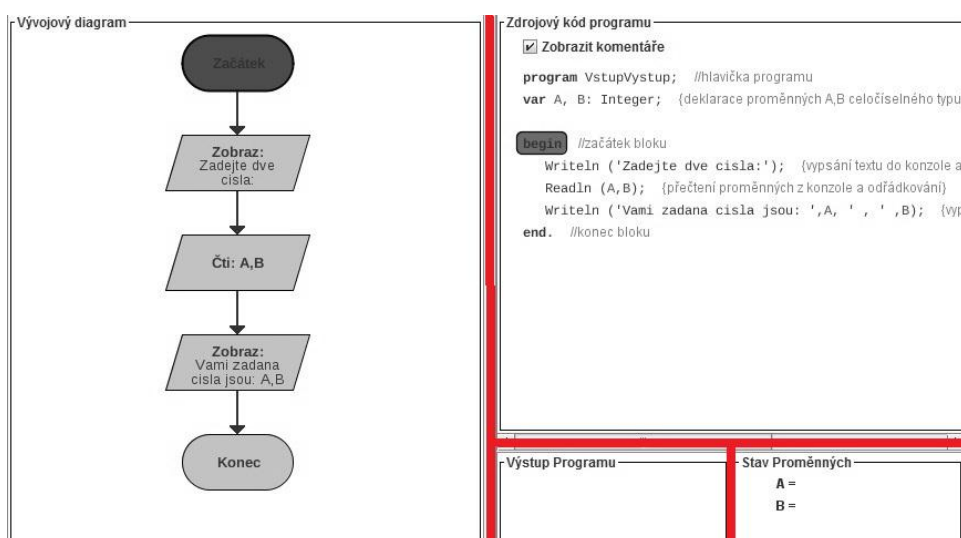 Vývojový diagram
Začátek
Zobraz:
Zadejte dve
cisla:
Čti: A,B
Zobraz:
Vami zadana
cisla jsou: A,B
Konec
Zdrojový kód programu
Zobrazit komentáře
program VstupVystup; //hlavička programu
var A, B: Integer; {deklarace proměnných A,B celočíselného typu
begin //začátek bloku
Writeln ('Zadejte dve cisla:'); {vypsání textu do konzole a
Readln (A,B); {přečtení proměnných z konzole a odřádkování}
Writeln ('Vami zadana cisla jsou: ',A, ' , ' ,B); {vyp
end. //konec bloku
Výstup Programu
Stav Proměnných
A =
B =